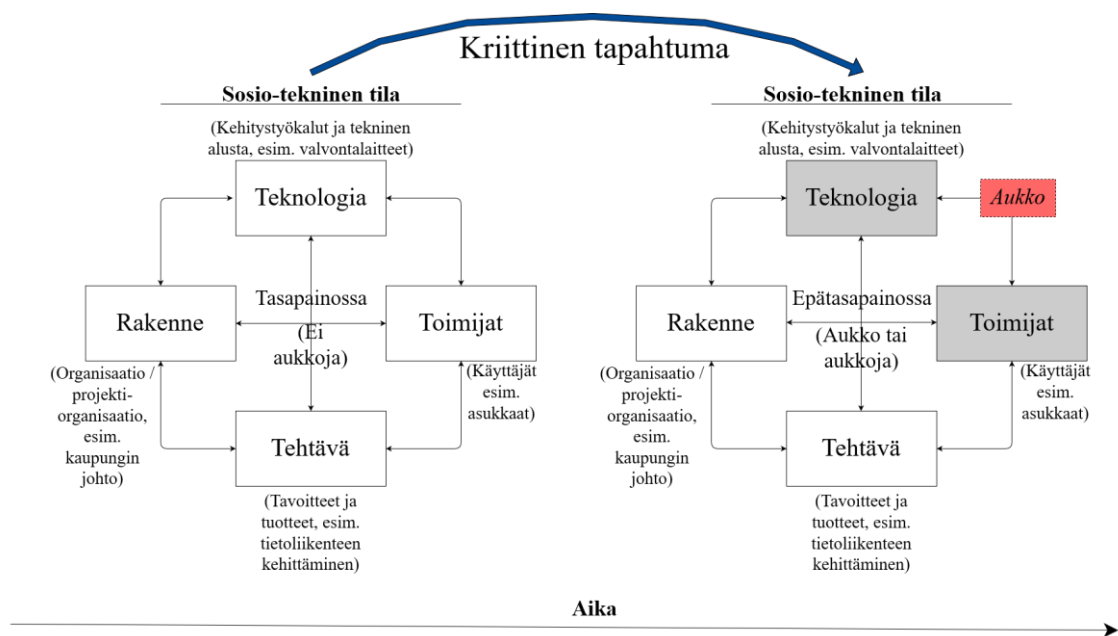 Kriittinen tapahtuma
Sosio-tekninen tila
(Kehitystyökalut ja tekninen
alusta, esim. valvontalaitteet)
Teknologia
Rakenne
(Organisaatio /
projekti-
organisaatio,
esim.
kaupungin
johto)
Tasapainossa
(Ei
aukkoja)
Toimijat
(Käyttäjät
esim.
asukkaat)
Tehtävä
(Tavoitteet ja
tuotteet, esim.
tietoliikenteen
kehittäminen)
Sosio-tekninen tila
(Kehitystyökalut ja tekninen
alusta, esim. valvontalaitteet)
Teknologia
Aukko
Rakenne
(Organisaatio /
projekti-
organisaatio,
esim.
kaupungin
johto)
Epätasapainossa
(Aukko tai
aukkoja)
Toimijat
(Käyttäjät
esim.
asukkaat)
Tehtävä
(Tavoitteet ja
tuotteet, esim.
tietoliikenteen
kehittäminen)
Aika